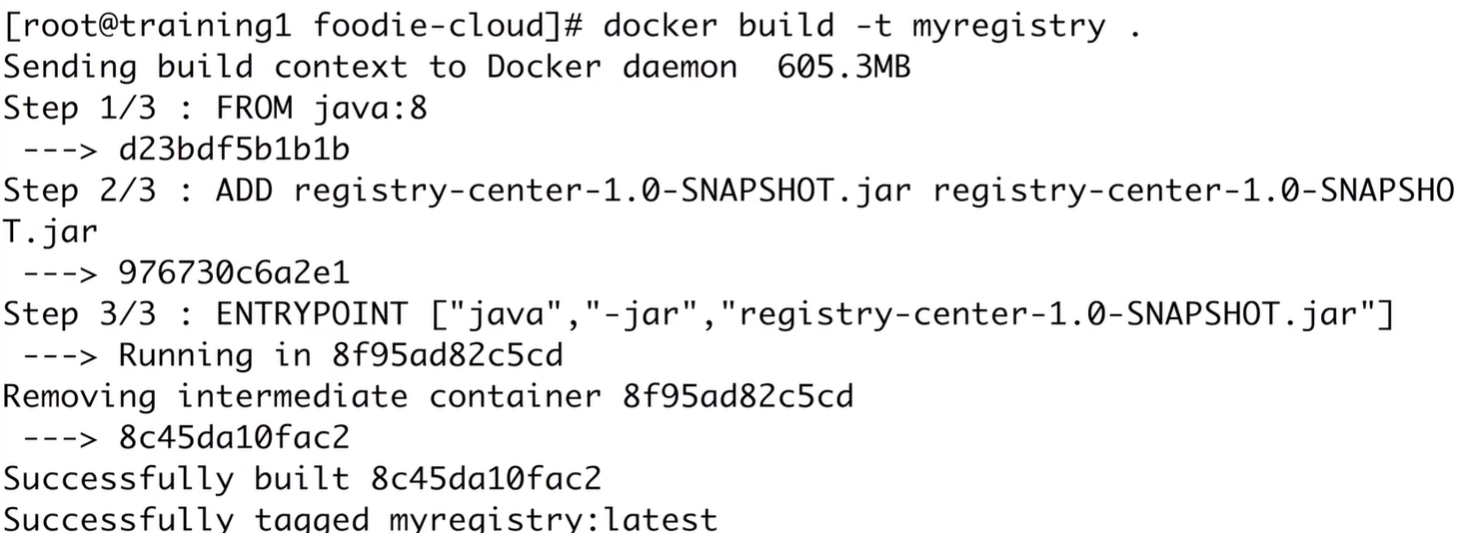 [root@training1 foodie-cloud]# docker build -t myregistry .
Sending build context to Docker daemon  605.3MB
Step 1/3 : FROM java:8
 ---> d23bdf5b1b1b
Step 2/3 : ADD registry-center-1.0-SNAPSHOT.jar registry-center-1.0-SNAPSHO
T.jar
 ---> 976730c6a2e1
Step 3/3 : ENTRYPOINT ["java","-jar","registry-center-1.0-SNAPSHOT.jar"]
 ---> Running in 8f95ad82c5cd
Removing intermediate container 8f95ad82c5cd
 ---> 8c45da10fac2
Successfully built 8c45da10fac2
Successfully tagged myregistry:latest